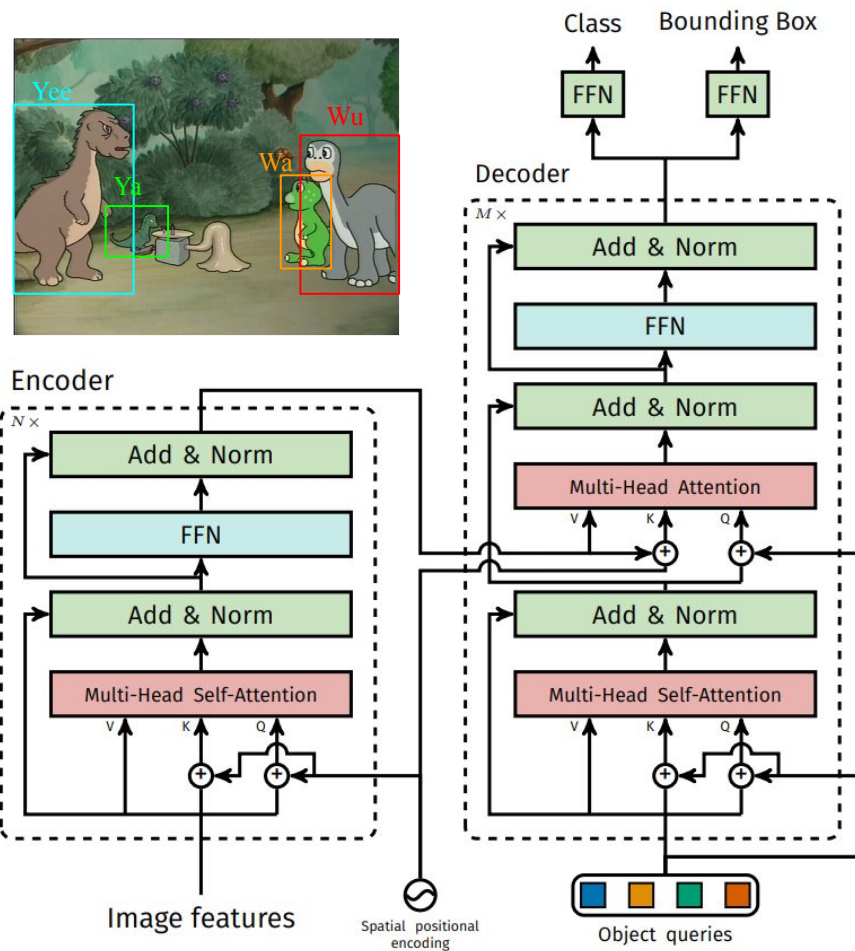 Class
Bounding Box
FFN
FFN
Yee
Ya
Wa
Wu
Decoder
M ×
Add & Norm
FFN
Add & Norm
Multi-Head Attention
V
K
Q
Add & Norm
Multi-Head Self-Attention
V
K
Q
Object queries
Encoder
N ×
Add & Norm
FFN
Add & Norm
Multi-Head Self-Attention
V
K
Q
Image features
Spatial positional
encoding